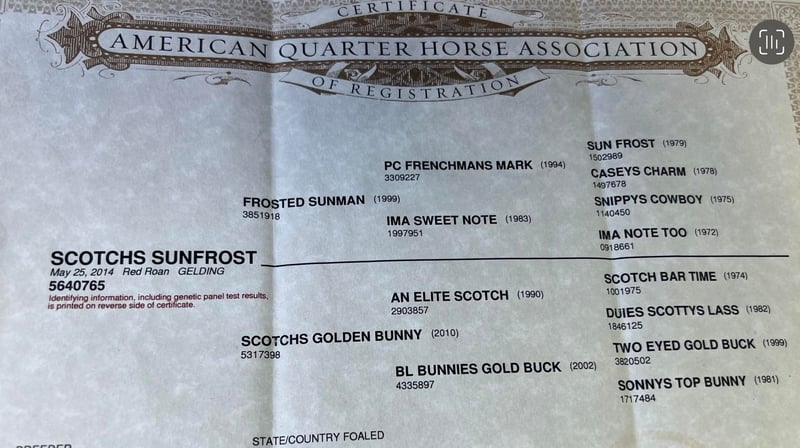 CERTIFICATE
AMERICAN QUARTER HORSE ASSOCIATION
OF REGISTRATION
SUN FROST (1979)
1502989
PC FRENCHMANS MARK (1994)
3309227
CASEYS CHARM (1978)
1497678
FROSTED SUNMAN (1999)
3851918
SNIPPYS COWBOY (1975)
1140450
IMA SWEET NOTE (1983)
1997951
IMA NOTE TOO (1972)
0918661
SCOTCHS SUNFROST
May 25, 2014 Red Roan GELDING
5640765
Identifying information, including genetic panel test results,
is printed on reverse side of certificate.
SCOTCH BAR TIME (1974)
1001975
AN ELITE SCOTCH (1990)
2903857
DUIES SCOTTYS LASS (1982)
1846125
SCOTCHS GOLDEN BUNNY (2010)
5317398
TWO EYED GOLD BUCK (1999)
3820502
BL BUNNIES GOLD BUCK (2002)
4335897
SONNYS TOP BUNNY (1981)
1717484
STATE/COUNTRY FOALED
BREEDER